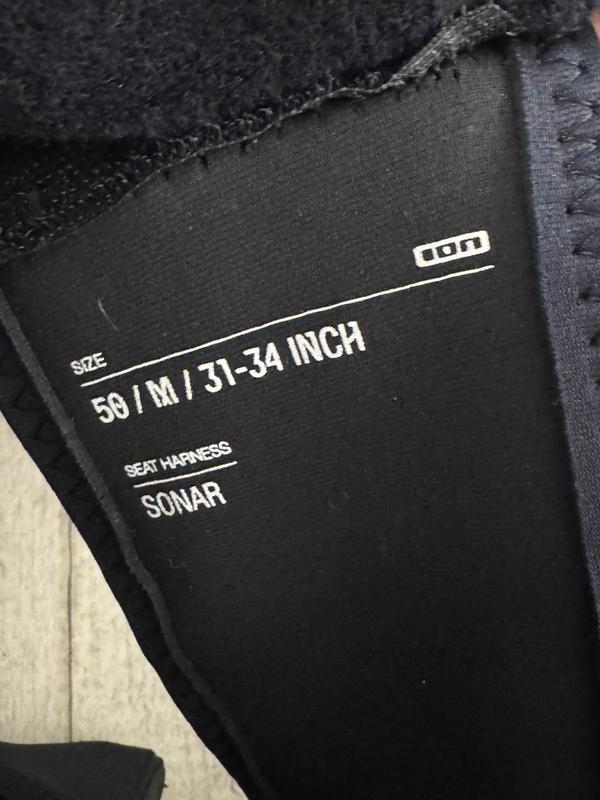 ion
SIZE
50 / M / 31-34 INCH
SEAT HARNESS
SONAR